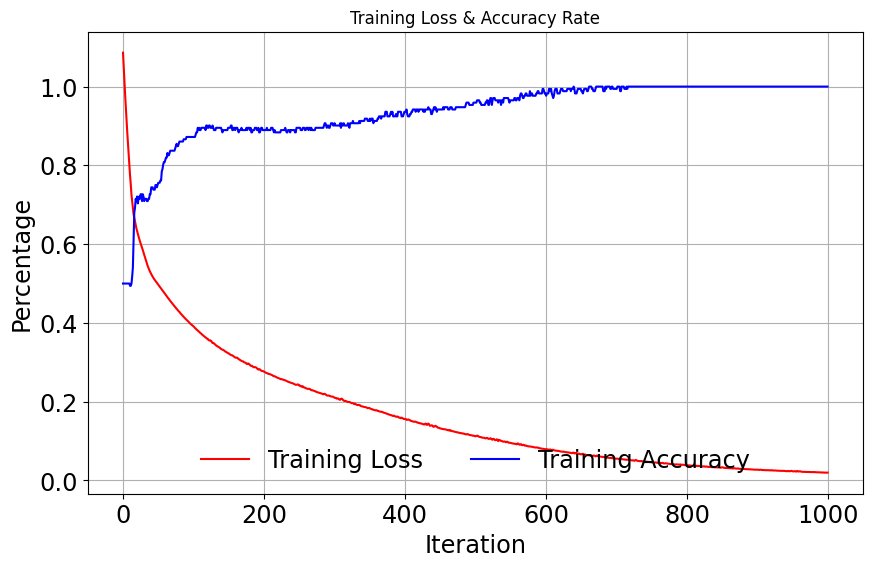 Training Loss & Accuracy Rate
Percentage
1.0
0.8
0.6
0.4
0.2
0.0
Training Loss
Training Accuracy
0 200 400 600 800 1000
Iteration